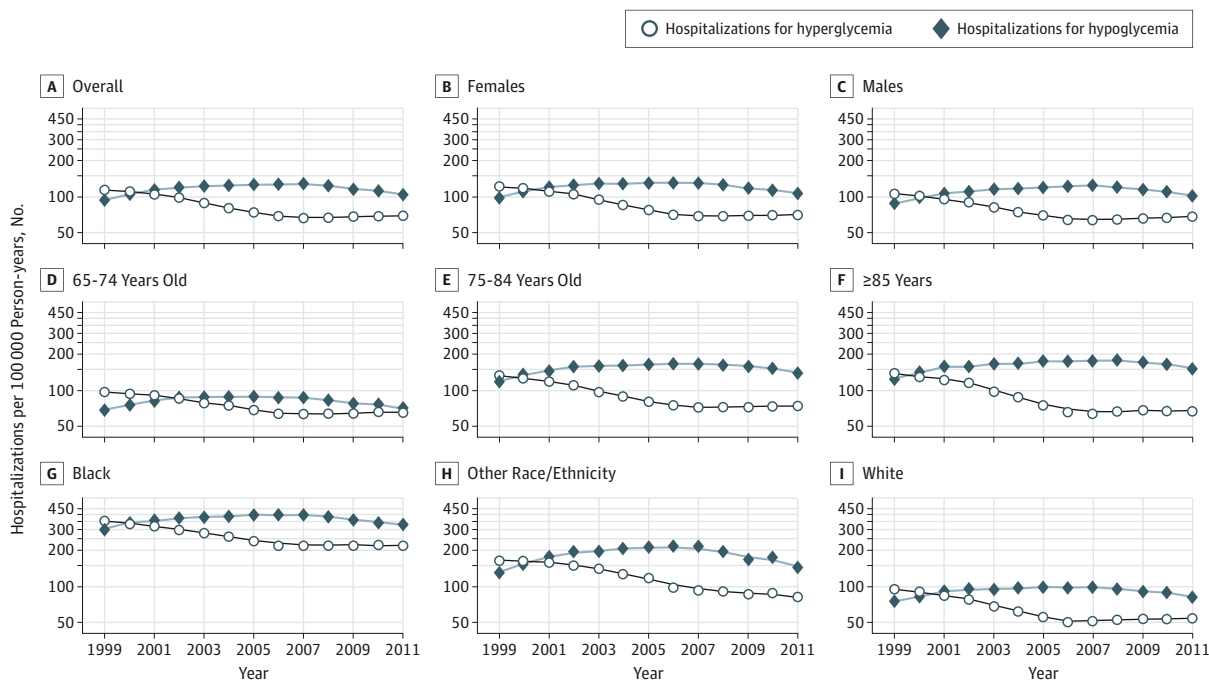 Hospitalizations for hyperglycemia
Hospitalizations for hypoglycemia
Hospitalizations per 100 000 Person-years, No.
A Overall
B Females
C Males
450
300
200
100
50
450
300
200
100
50
450
300
200
100
50
D 65-74 Years Old
E 75-84 Years Old
F ≥85 Years
450
300
200
100
50
450
300
200
100
50
450
300
200
100
50
G Black
H Other Race/Ethnicity
I White
450
300
200
100
50
450
300
200
100
50
450
300
200
100
50
1999 2001 2003 2005 2007 2009 2011
1999 2001 2003 2005 2007 2009 2011
1999 2001 2003 2005 2007 2009 2011
Year
Year
Year